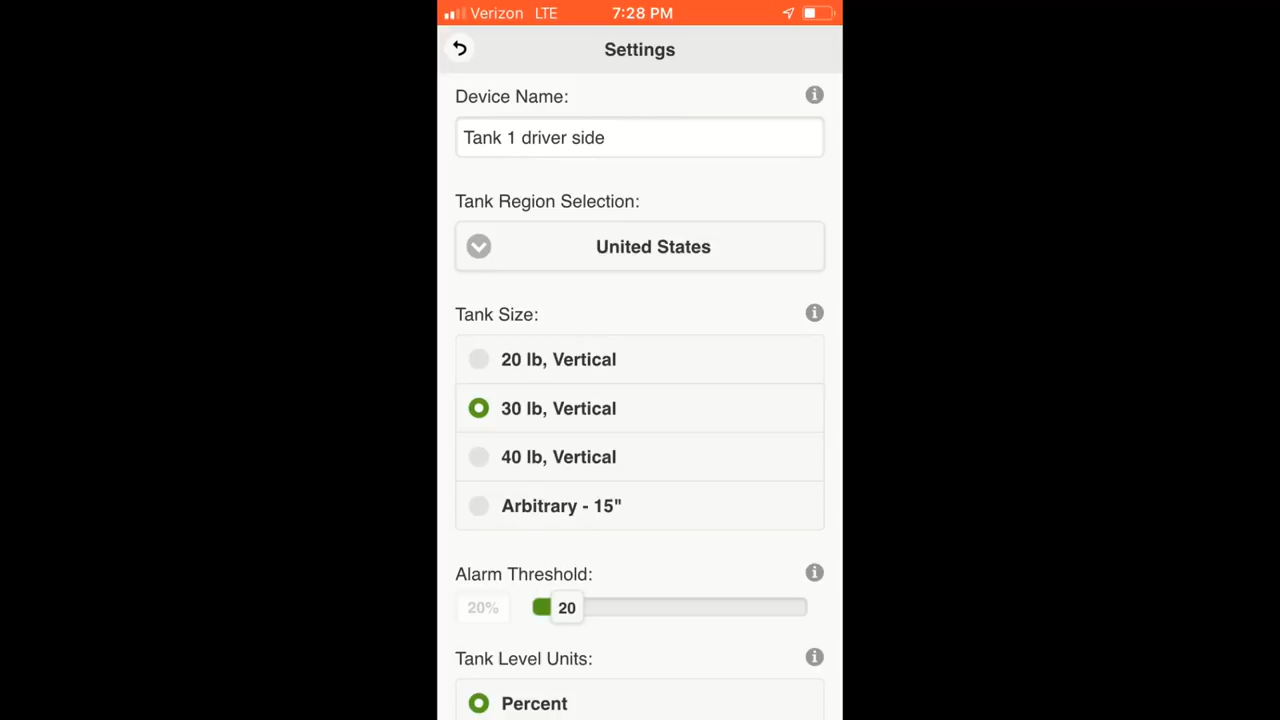 Verizon LTE 7:28 PM
Settings
Device Name:
Tank 1 driver side
Tank Region Selection:
United States
Tank Size:
20 lb, Vertical
30 lb, Vertical
40 lb, Vertical
Arbitrary - 15"
Alarm Threshold:
20% 20
Tank Level Units:
Percent